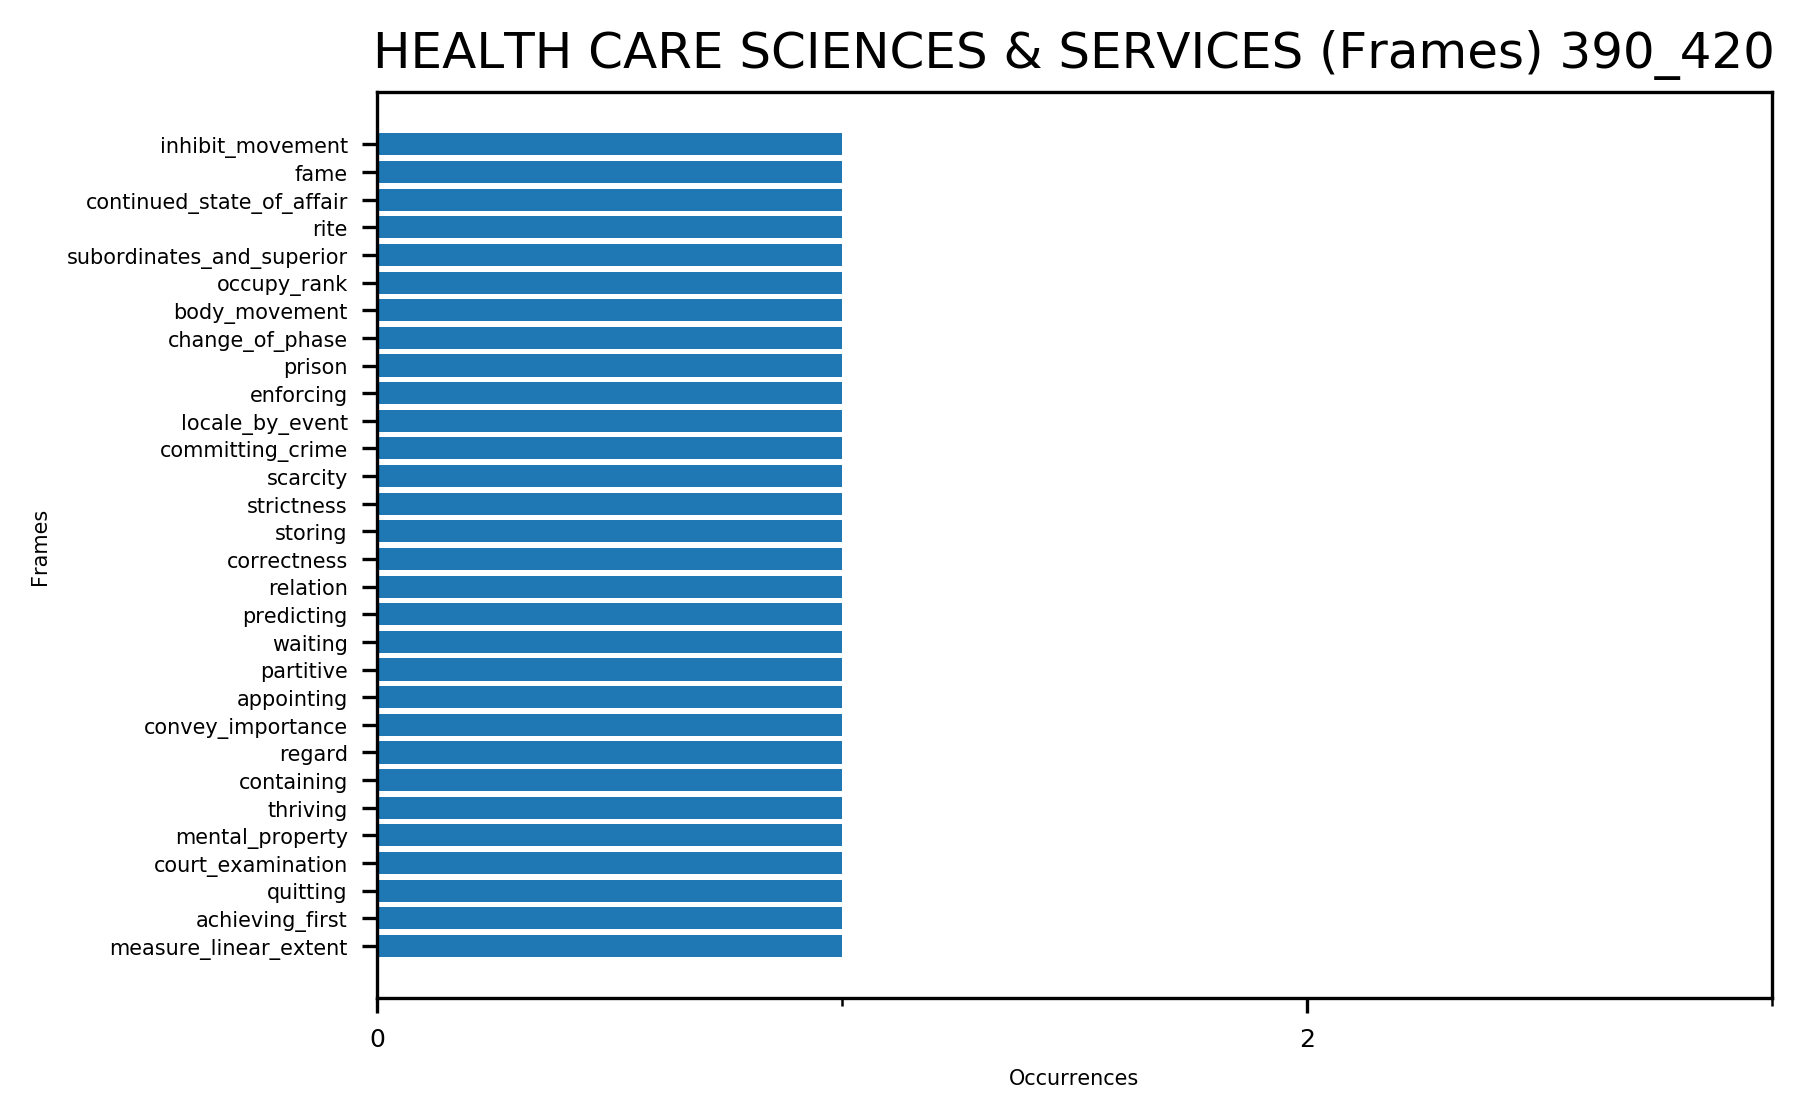 HEALTH CARE SCIENCES & SERVICES (Frames) 390_420
inhibit_movement
fame
continued_state_of_affair
rite
subordinates_and_superior
occupy_rank
body_movement
change_of_phase
prison
enforcing
locale_by_event
committing_crime
scarcity
strictness
storing
correctness
relation
predicting
waiting
partitive
appointing
convey_importance
regard
containing
thriving
mental_property
court_examination
quitting
achieving_first
measure_linear_extent
Frames
0 2
Occurrences